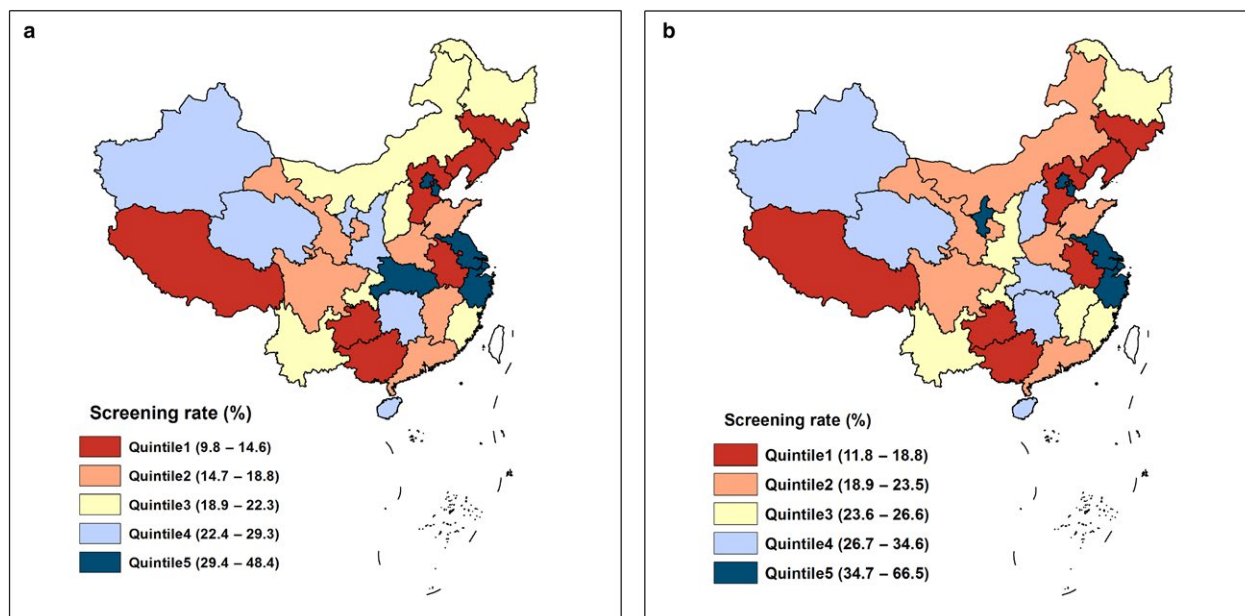 a
Screening rate (%)
Quintile1 (9.8 – 14.6)
Quintile2 (14.7 – 18.8)
Quintile3 (18.9 – 22.3)
Quintile4 (22.4 – 29.3)
Quintile5 (29.4 – 48.4)
b
Screening rate (%)
Quintile1 (11.8 – 18.8)
Quintile2 (18.9 – 23.5)
Quintile3 (23.6 – 26.6)
Quintile4 (26.7 – 34.6)
Quintile5 (34.7 – 66.5)